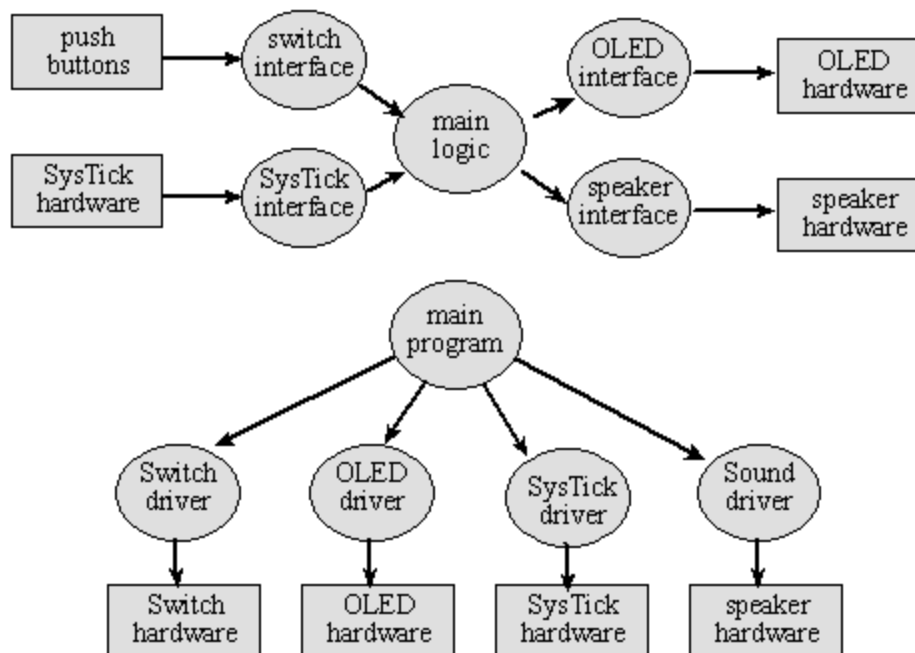 push
buttons
switch
interface
OLED
interface
OLED
hardware
main
logic
SysTick
hardware
SysTick
interface
speaker
interface
speaker
hardware
main
program
Switch
driver
OLED
driver
SysTick
driver
Sound
driver
Switch
hardware
OLED
hardware
SysTick
hardware
speaker
hardware